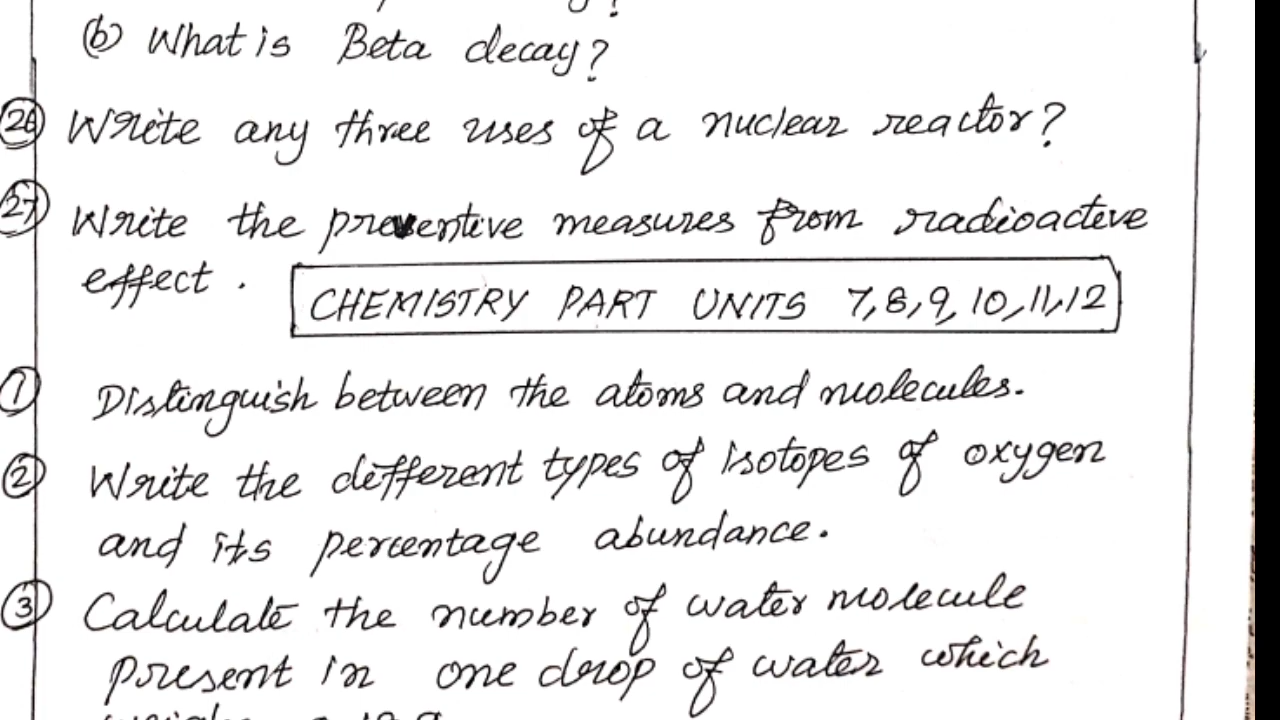 (b) What is Beta decay?
(26) Write any three uses of a nuclear reactor?
(27) Write the preventive measures from radioactive
effect.
CHEMISTRY PART UNITS 7,8,9,10,11,12
(1) Distinguish between the atoms and molecules.
(2) Write the different types of isotopes of oxygen
and its percentage abundance.
(3) Calculate the number of water molecule
present in one drop of water which